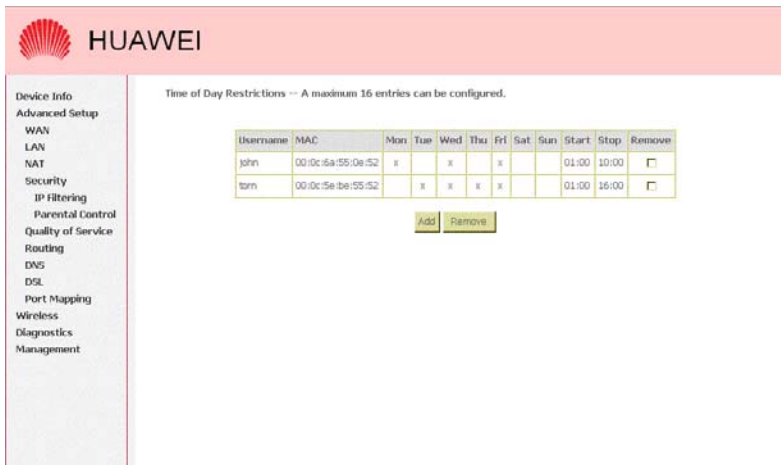 HUAWEI
Device Info
Advanced Setup
WAN
LAN
NAT
Security
IP Filtering
Parental Control
Quality of Service
Routing
DNS
DSL
Port Mapping
Wireless
Diagnostics
Management
Time of Day Restrictions -- A maximum 16 entries can be configured.
Username MAC Mon Tue Wed Thu Fri Sat Sun Start Stop Remove
john 00:0c:6a:55:0e:52 x x x 01:00 10:00
tom 00:0c:5e:be:55:52 x x x x 01:00 16:00
Add Remove